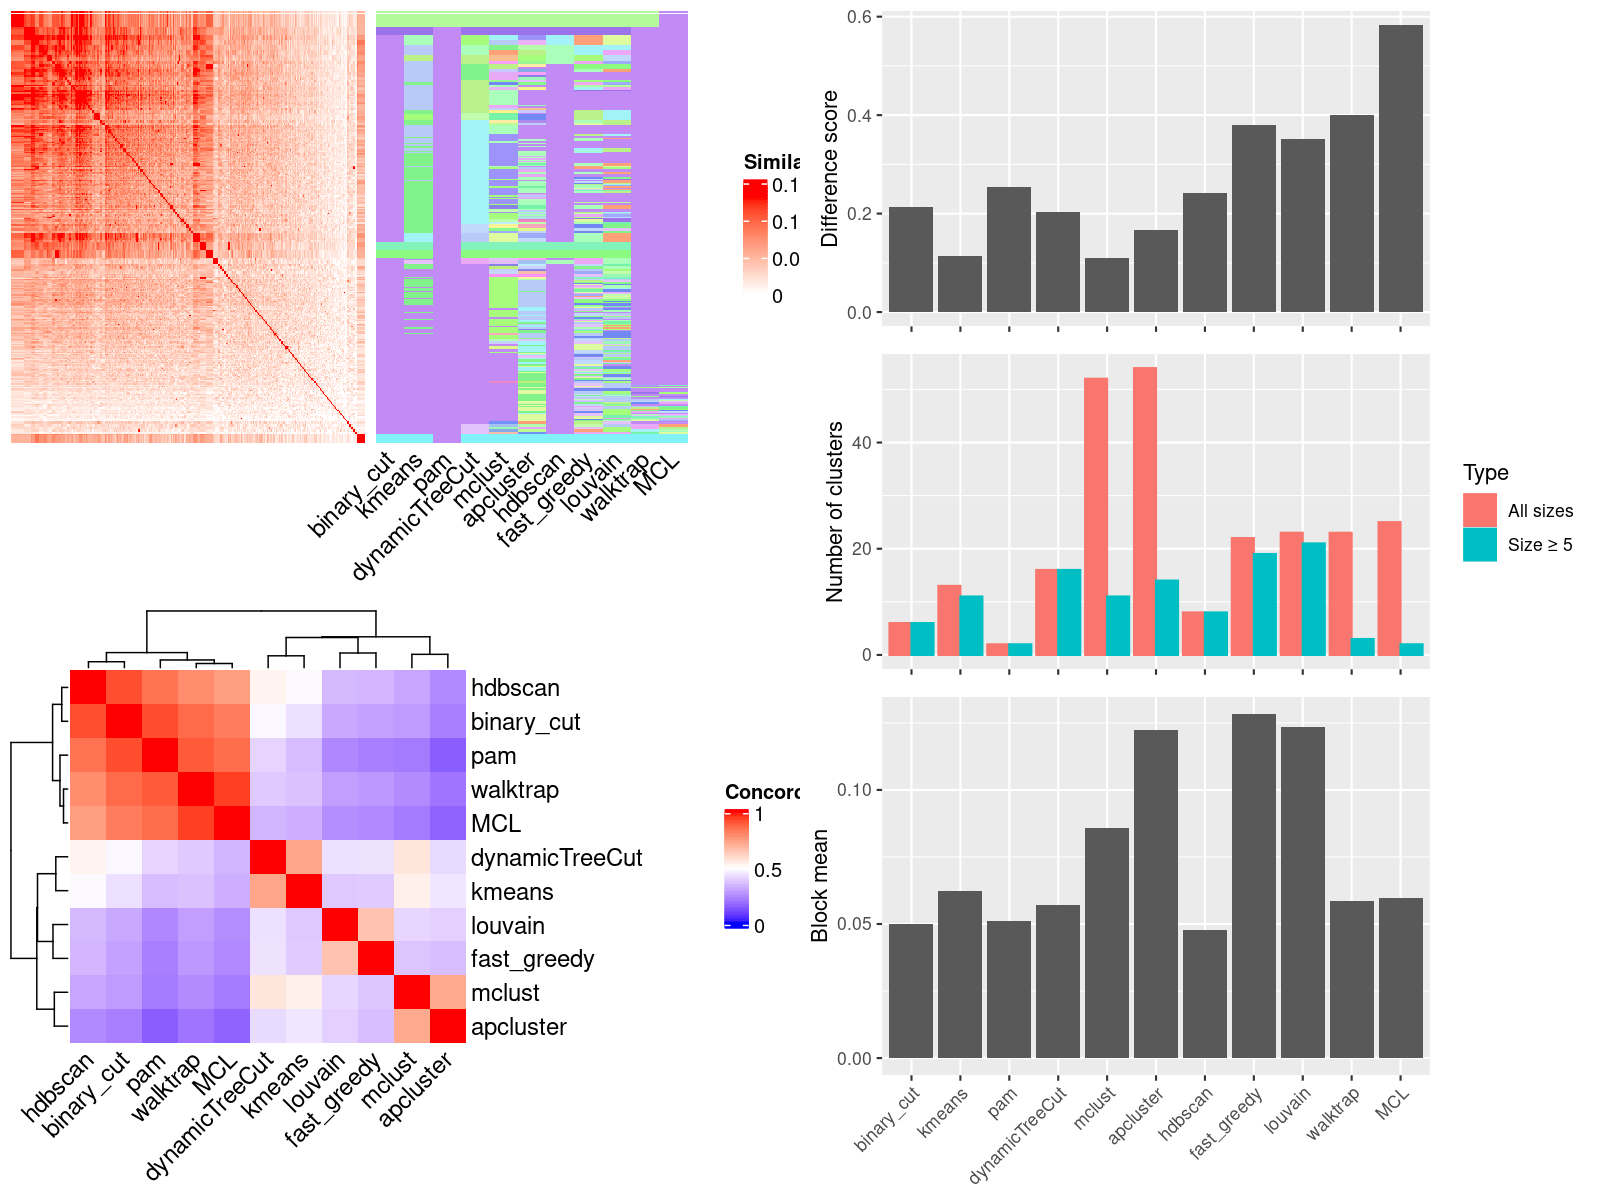 Simila
0.1
0.1
0.0
0
binary_cut
kmeans
pam
dynamicTreeCut
mclust
apcluster
hdbscan
fast_greedy
louvain
walktrap
MCL
hdbscan
binary_cut
pam
walktrap
MCL
dynamicTreeCut
kmeans
louvain
fast_greedy
mclust
apcluster
hdbscan
binary_cut
pam
walktrap
MCL
dynamicTreeCut
kmeans
louvain
fast_greedy
mclust
apcluster
Concord
1
0.5
0
Difference score
0.6
0.4
0.2
0.0
Number of clusters
40
20
0
Type
All sizes
Size ≥ 5
Block mean
0.10
0.05
0.00
binary_cut
kmeans
pam
dynamicTreeCut
mclust
apcluster
hdbscan
fast_greedy
louvain
walktrap
MCL